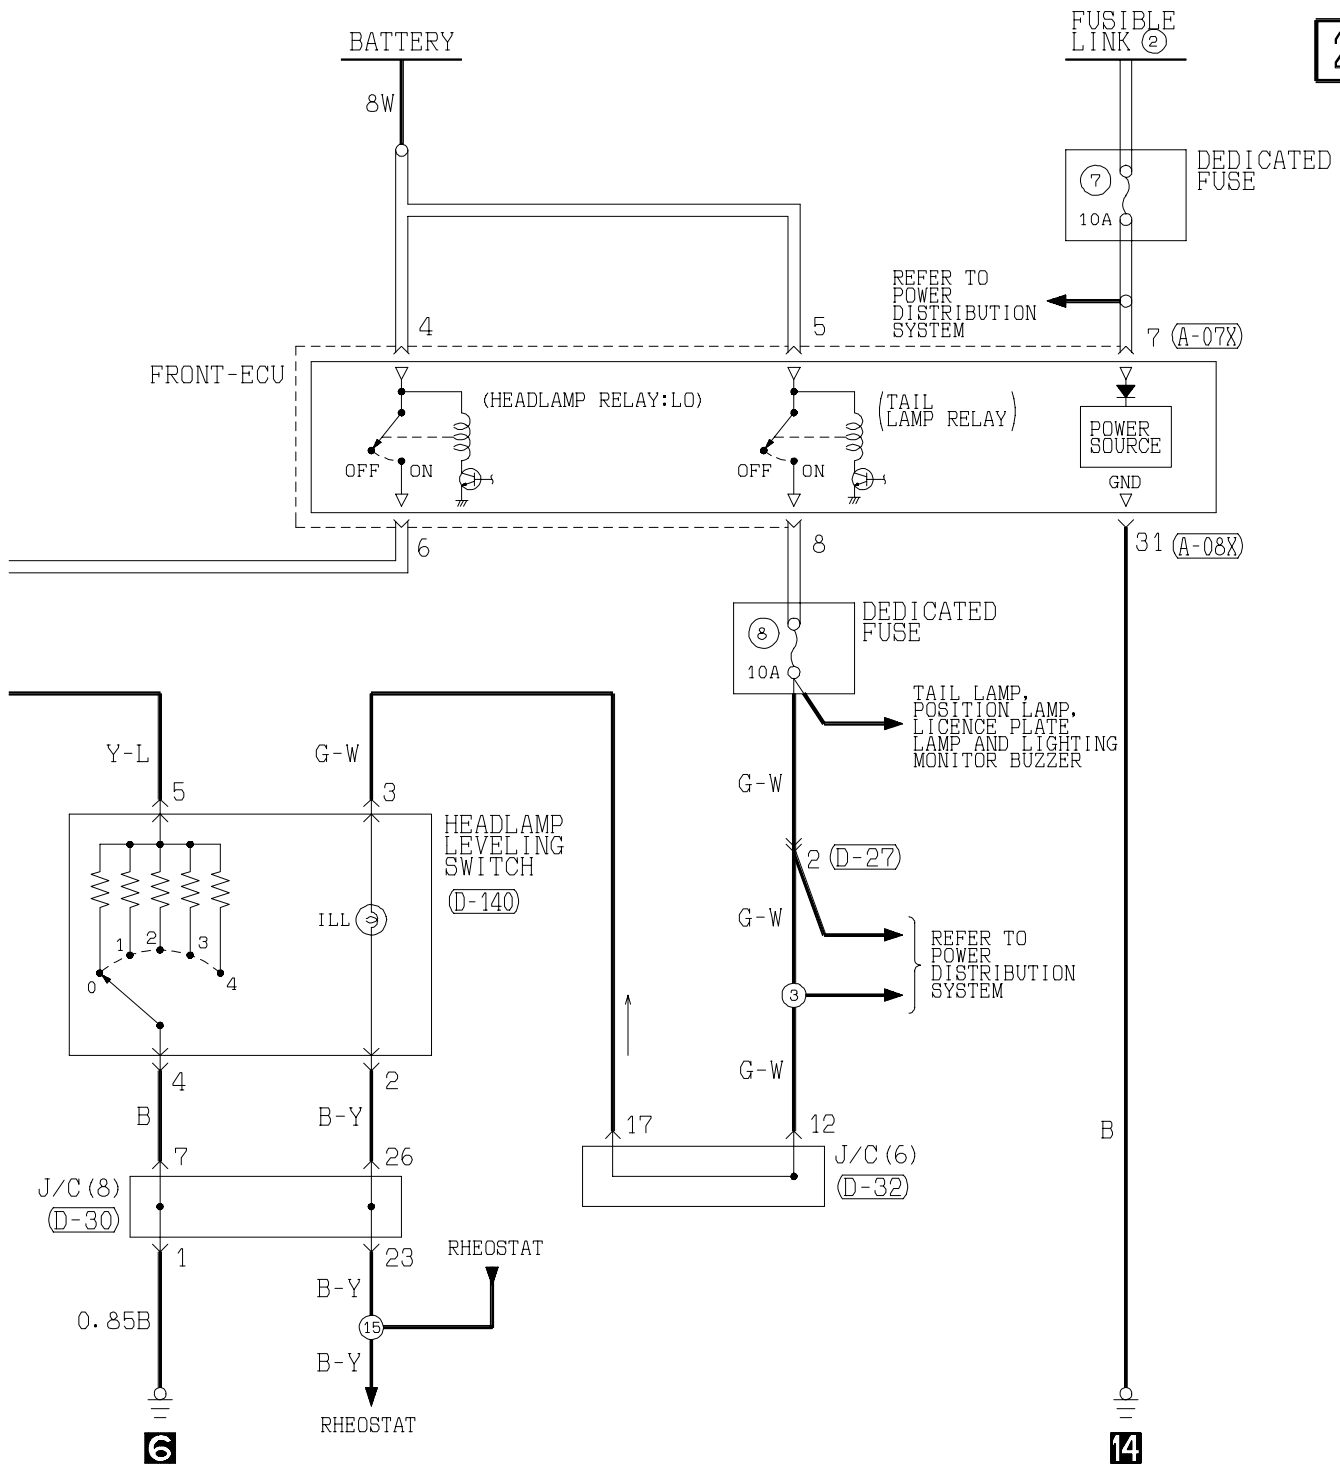 BATTERY
FUSIBLE
LINK 2
8W
DEDICATED
FUSE
7
10A
REFER TO
POWER
DISTRIBUTION
SYSTEM
4
5
7 (A-07X)
FRONT-ECU
(HEADLAMP RELAY:LO)
(TAIL
LAMP RELAY)
POWER
SOURCE
OFF
ON
OFF
ON
GND
6
8
31 (A-08X)
DEDICATED
FUSE
8
10A
TAIL LAMP,
POSITION LAMP,
LICENCE PLATE
LAMP AND LIGHTING
MONITOR BUZZER
Y-L
G-W
G-W
5
3
HEADLAMP
LEVELING
SWITCH
(D-140)
2 (D-27)
ILL
G-W
0
1
2
3
4
REFER TO
POWER
DISTRIBUTION
SYSTEM
3
G-W
4
2
B
B-Y
17
12
B
7
26
J/C(6)
(D-32)
J/C(8)
(D-30)
1
23
RHEOSTAT
B-Y
0.85B
15
B-Y
RHEOSTAT
6
14